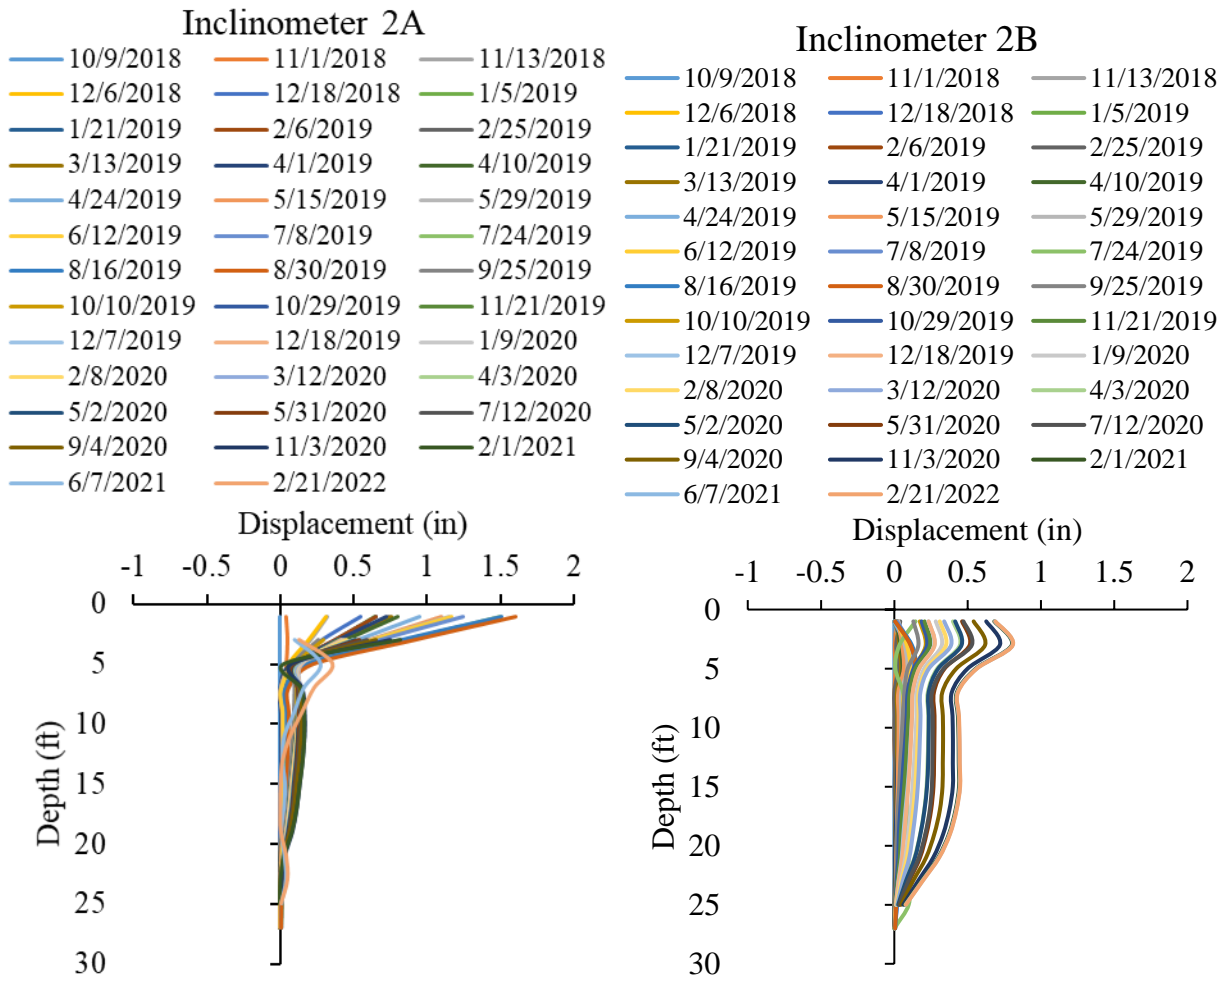 Inclinometer 2A
10/9/2018 11/1/2018 11/13/2018
12/6/2018 12/18/2018 1/5/2019
1/21/2019 2/6/2019 2/25/2019
3/13/2019 4/1/2019 4/10/2019
4/24/2019 5/15/2019 5/29/2019
6/12/2019 7/8/2019 7/24/2019
8/16/2019 8/30/2019 9/25/2019
10/10/2019 10/29/2019 11/21/2019
12/7/2019 12/18/2019 1/9/2020
2/8/2020 3/12/2020 4/3/2020
5/2/2020 5/31/2020 7/12/2020
9/4/2020 11/3/2020 2/1/2021
6/7/2021 2/21/2022
Displacement (in)
-1 -0.5 0 0.5 1 1.5 2
0
5
10
15
20
25
30
Depth (ft)
Inclinometer 2B
10/9/2018 11/1/2018 11/13/2018
12/6/2018 12/18/2018 1/5/2019
1/21/2019 2/6/2019 2/25/2019
3/13/2019 4/1/2019 4/10/2019
4/24/2019 5/15/2019 5/29/2019
6/12/2019 7/8/2019 7/24/2019
8/16/2019 8/30/2019 9/25/2019
10/10/2019 10/29/2019 11/21/2019
12/7/2019 12/18/2019 1/9/2020
2/8/2020 3/12/2020 4/3/2020
5/2/2020 5/31/2020 7/12/2020
9/4/2020 11/3/2020 2/1/2021
6/7/2021 2/21/2022
Displacement (in)
-1 -0.5 0 0.5 1 1.5 2
0
5
10
15
20
25
30
Depth (ft)